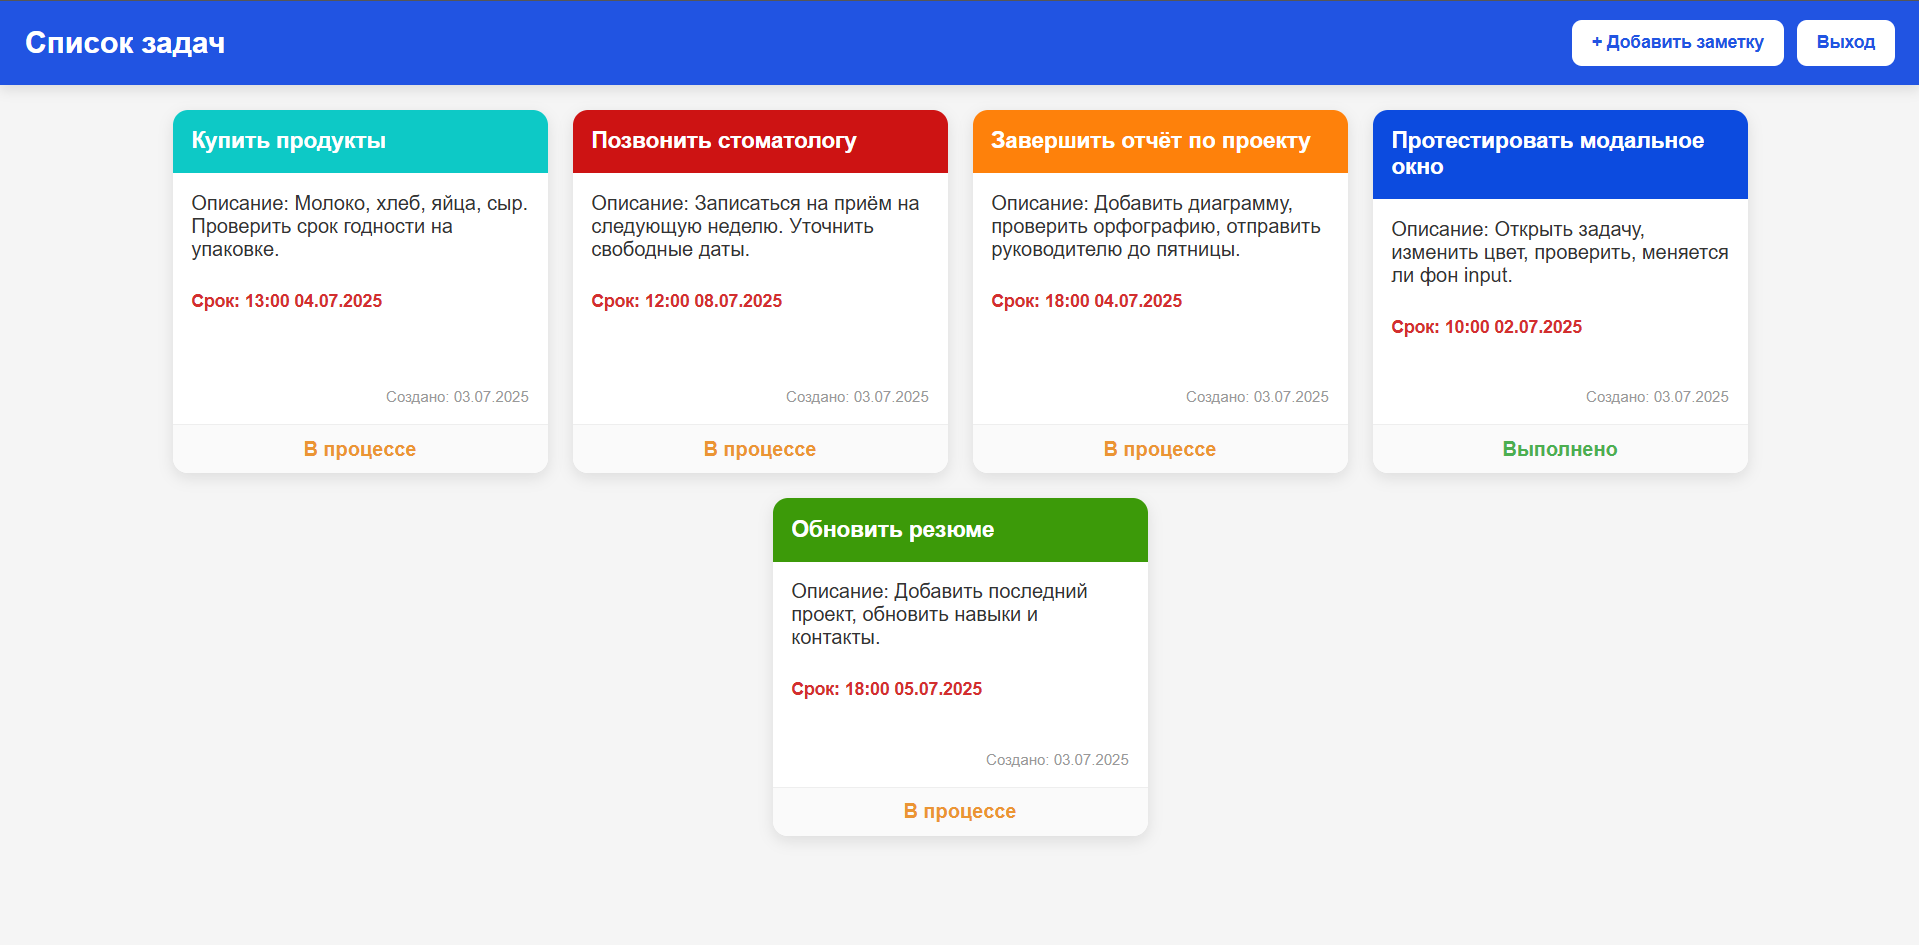 Список задач
+ Добавить заметку
Выход
Купить продукты
Описание: Молоко, хлеб, яйца, сыр.
Проверить срок годности на
упаковке.
Срок: 13:00 04.07.2025
Создано: 03.07.2025
В процессе
Позвонить стоматологу
Описание: Записаться на приём на
следующую неделю. Уточнить
свободные даты.
Срок: 12:00 08.07.2025
Создано: 03.07.2025
В процессе
Завершить отчёт по проекту
Описание: Добавить диаграмму,
проверить орфографию, отправить
руководителю до пятницы.
Срок: 18:00 04.07.2025
Создано: 03.07.2025
В процессе
Протестировать модальное
окно
Описание: Открыть задачу,
изменить цвет, проверить, меняется
ли фон input.
Срок: 10:00 02.07.2025
Создано: 03.07.2025
Выполнено
Обновить резюме
Описание: Добавить последний
проект, обновить навыки и
контакты.
Срок: 18:00 05.07.2025
Создано: 03.07.2025
В процессе